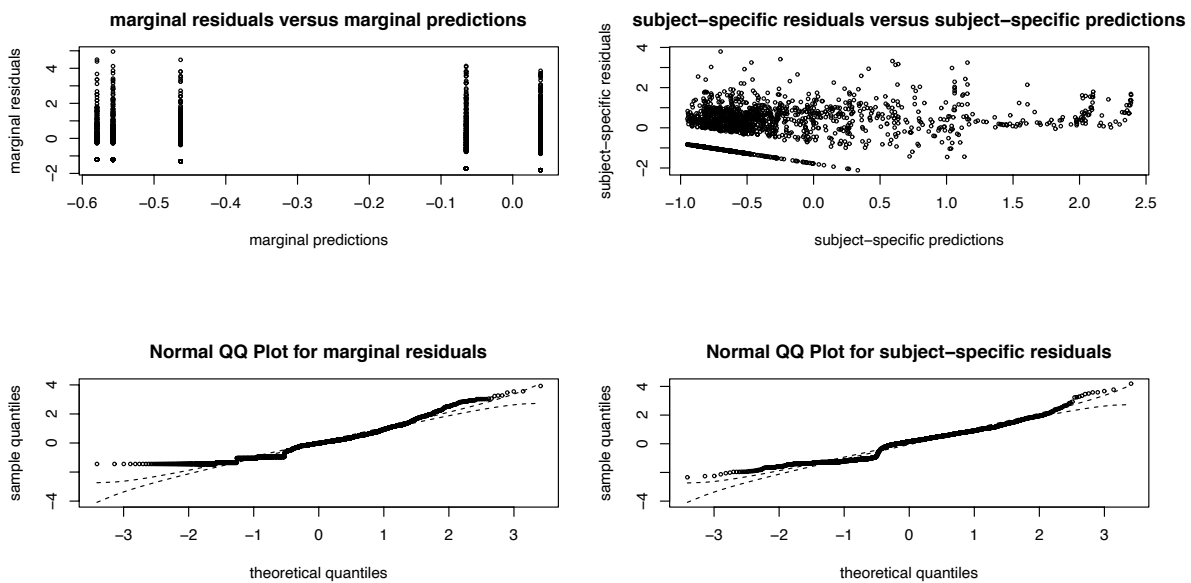 marginal residuals versus marginal predictions
marginal residuals
4
2
0
−2
−0.6 −0.5 −0.4 −0.3 −0.2 −0.1 0.0
marginal predictions
subject−specific residuals versus subject−specific predictions
subject−specific residuals
4
2
0
−2
−1.0 −0.5 0.0 0.5 1.0 1.5 2.0 2.5
subject−specific predictions
Normal QQ Plot for marginal residuals
sample quantiles
4
2
0
−4
−3 −2 −1 0 1 2 3
theoretical quantiles
Normal QQ Plot for subject−specific residuals
sample quantiles
4
2
0
−4
−3 −2 −1 0 1 2 3
theoretical quantiles